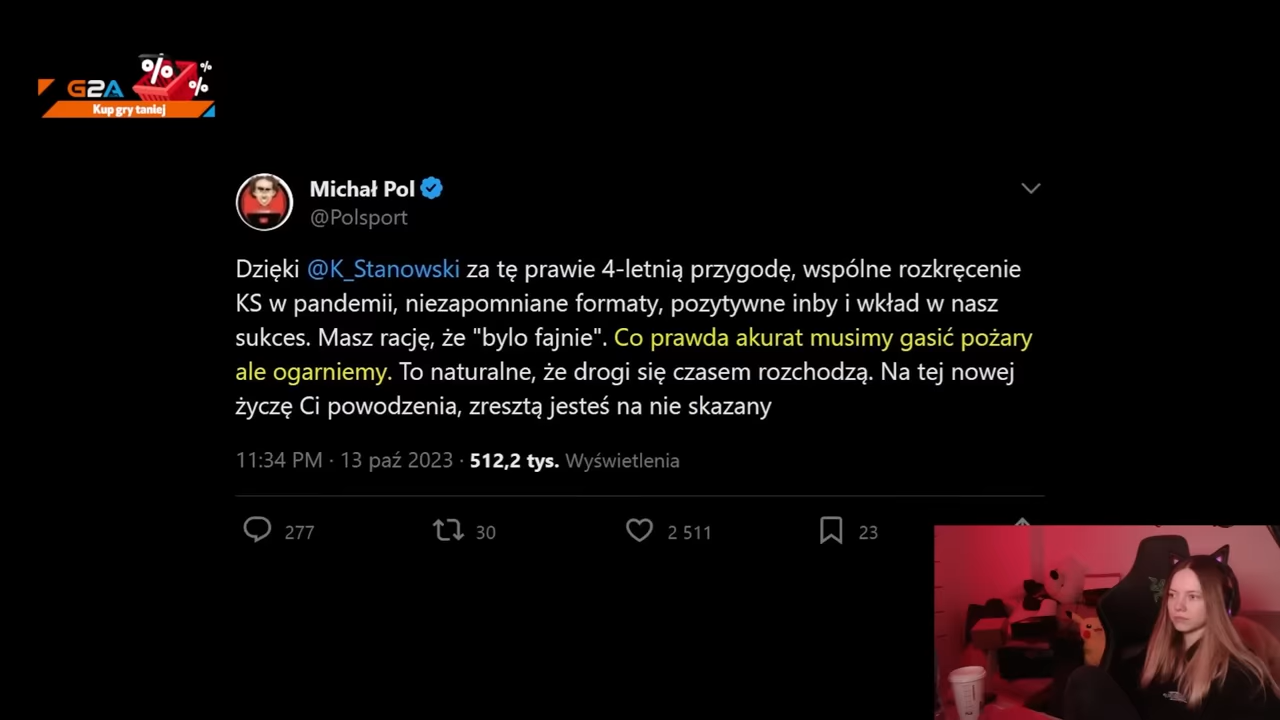 G2A
Kup gry taniej
Michał Pol
@Polsport
Dzięki @K_Stanowski za tę prawie 4-letnią przygodę, wspólne rozkręcenie
KS w pandemii, niezapomniane formaty, pozytywne inby i wkład w nasz
sukces. Masz rację, że "bylo fajnie". Co prawda akurat musimy gasić pożary
ale ogarniemy. To naturalne, że drogi się czasem rozchodzą. Na tej nowej
życzę Ci powodzenia, zresztą jesteś na nie skazany
11:34 PM · 13 paź 2023 · 512,2 tys. Wyświetlenia
277 30 2 511 23